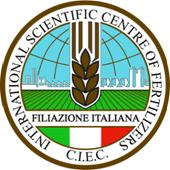 INTERNATIONAL SCIENTIFIC CENTRE OF FERTILIZERS
FILIAZIONE ITALIANA
C.I.E.C.